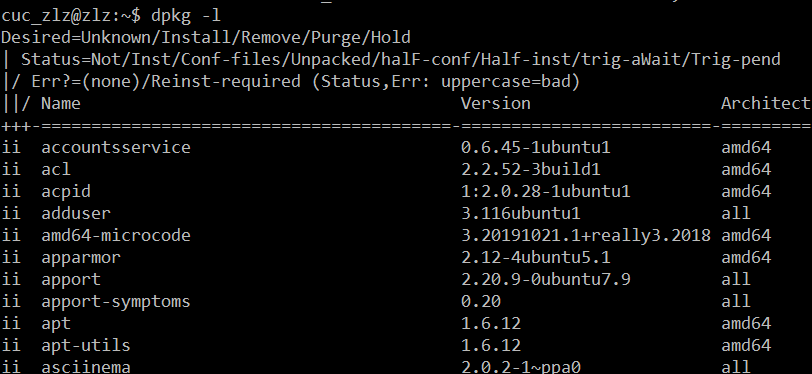 cuc_zlz@zlz:~$ dpkg -l
Desired=Unknown/Install/Remove/Purge/Hold
| Status=Not/Inst/Conf-files/Unpacked/halF-conf/Half-inst/trig-aWait/Trig-pend
|/ Err?=(none)/Reinst-required (Status,Err: uppercase=bad)
||/ Name Version Architect
+++-=========================================-=========================-=========
ii accountsservice 0.6.45-1ubuntu1 amd64
ii acl 2.2.52-3build1 amd64
ii acpid 1:2.0.28-1ubuntu1 amd64
ii adduser 3.116ubuntu1 all
ii amd64-microcode 3.20191021.1+really3.2018 amd64
ii apparmor 2.12-4ubuntu5.1 amd64
ii apport 2.20.9-0ubuntu7.9 all
ii apport-symptoms 0.20 all
ii apt 1.6.12 amd64
ii apt-utils 1.6.12 amd64
ii asciinema 2.0.2-1~ppa0 all